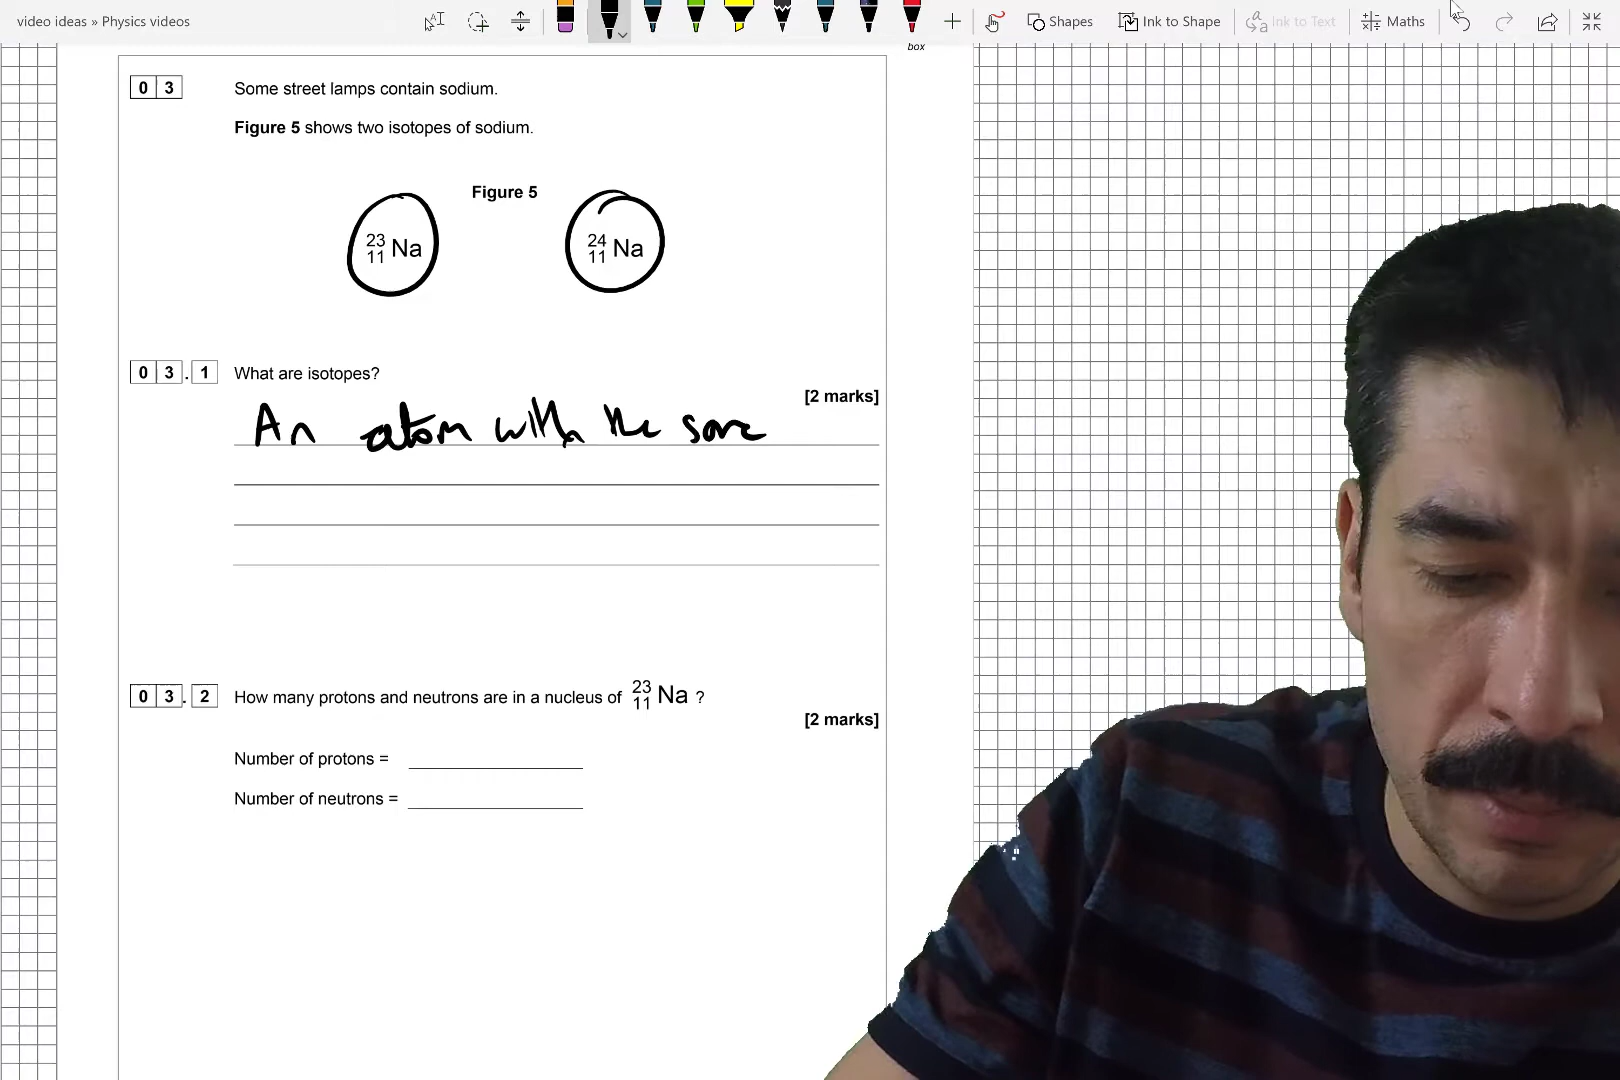 video ideas » Physics videos
Shapes
Ink to Shape
Ink to Text
Maths
box
0 3 Some street lamps contain sodium.
Figure 5 shows two isotopes of sodium.
Figure 5
23 11 Na
24 11 Na
0 3 . 1 What are isotopes?
[2 marks]
An atom with the same
0 3 . 2 How many protons and neutrons are in a nucleus of 23 11 Na ?
[2 marks]
Number of protons =
Number of neutrons =